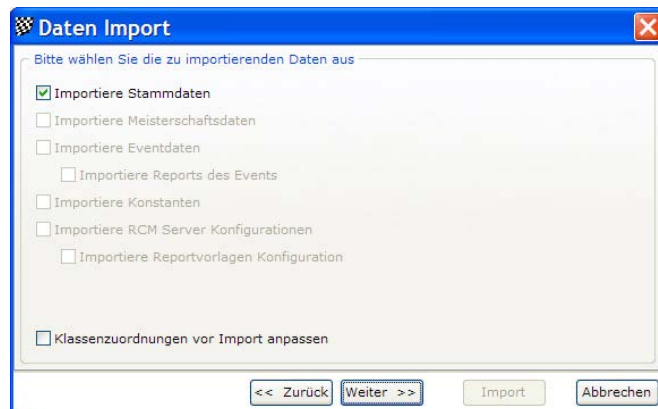 Daten Import
Bitte wählen Sie die zu importierenden Daten aus
Importiere Stammdaten
Importiere Meisterschaftsdaten
Importiere Eventdaten
Importiere Reports des Events
Importiere Konstanten
Importiere RCM Server Konfigurationen
Importiere Reportvorlagen Konfiguration
Klassenzuordnungen vor Import anpassen
<< Zurück Weiter >> Import Abbrechen